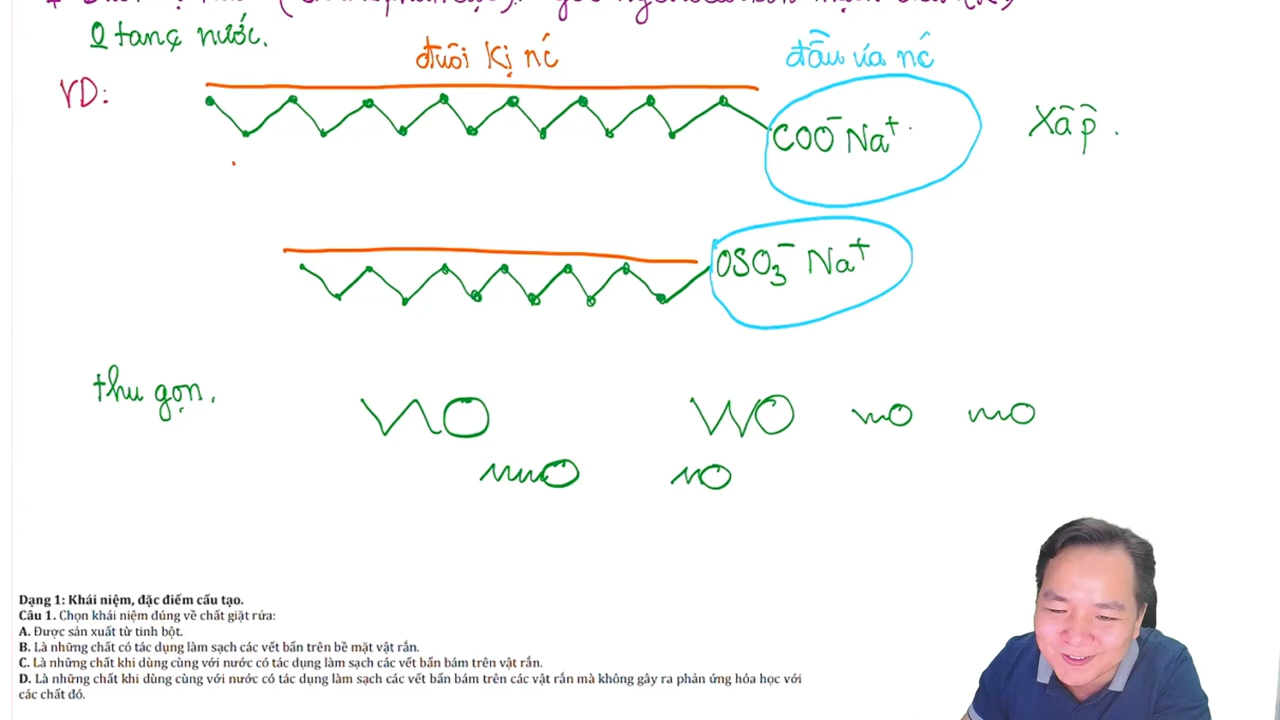 tang nước.
đuôi kị nć
đầu ưa nć
VD:
COO⁻Na⁺
Xấp.
OSO₃⁻ Na⁺
thu gọn.
Dạng 1: Khái niệm, đặc điểm cấu tạo.
Câu 1. Chọn khái niệm đúng về chất giặt rửa:
A. Được sản xuất từ tinh bột.
B. Là những chất có tác dụng làm sạch các vết bẩn trên bề mặt vật rắn.
C. Là những chất khi dùng cùng với nước có tác dụng làm sạch các vết bẩn bám trên vật rắn.
D. Là những chất khi dùng cùng với nước có tác dụng làm sạch các vết bẩn bám trên các vật rắn mà không gây ra phản ứng hóa học với
các chất đó.